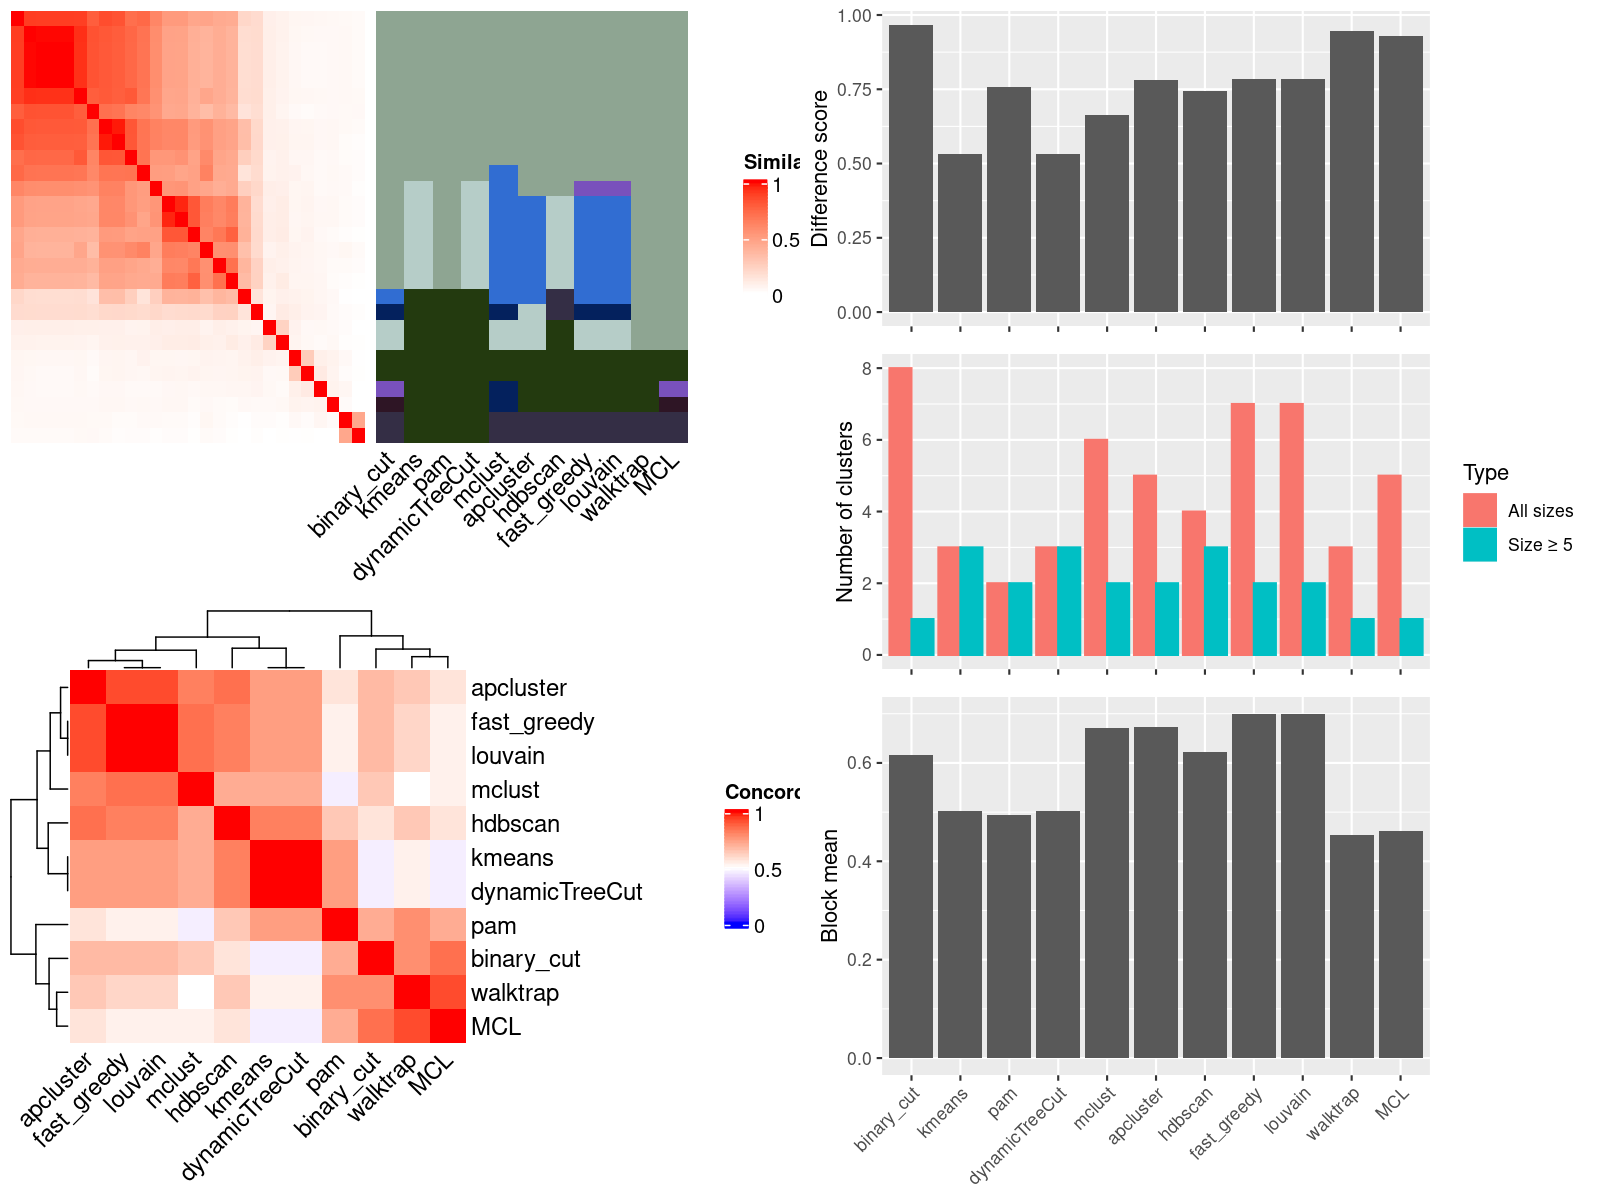 Simila
1
0.5
0
binary_cut
kmeans
pam
dynamicTreeCut
mclust
apcluster
hdbscan
fast_greedy
louvain
walktrap
MCL
Difference score
1.00
0.75
0.50
0.25
0.00
Number of clusters
8
6
4
2
0
Type
All sizes
Size ≥ 5
apcluster
fast_greedy
louvain
mclust
hdbscan
kmeans
dynamicTreeCut
pam
binary_cut
walktrap
MCL
Concord
1
0.5
0
apcluster
fast_greedy
louvain
mclust
hdbscan
kmeans
dynamicTreeCut
pam
binary_cut
walktrap
MCL
Block mean
0.6
0.4
0.2
0.0
binary_cut
kmeans
pam
dynamicTreeCut
mclust
apcluster
hdbscan
fast_greedy
louvain
walktrap
MCL